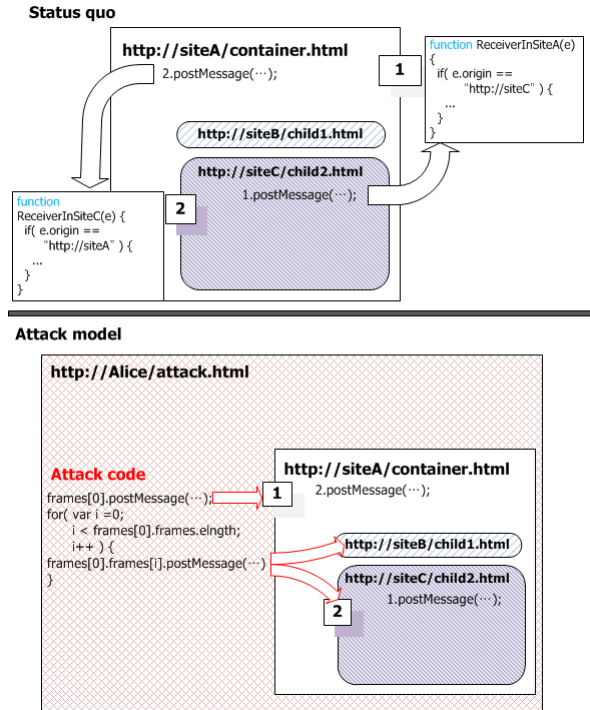 Status quo
http://siteA/container.html
2.postMessage(⋯);
1
function ReceiverInSiteA(e)
{
if( e.origin ==
“http://siteC” ) {
...
}
}
http://siteB/child1.html
http://siteC/child2.html
1.postMessage(⋯);
2
function
ReceiverInSiteC(e) {
if( e.origin ==
“http://siteA” ) {
...
}
}
Attack model
http://Alice/attack.html
Attack code
frames[0].postMessage(⋯);
for( var i =0;
i < frames[0].frames.elngth;
i++ ) {
frames[0].frames[i].postMessage(⋯)
}
http://siteA/container.html
1
2.postMessage(⋯);
http://siteB/child1.html
http://siteC/child2.html
1.postMessage(⋯);
2